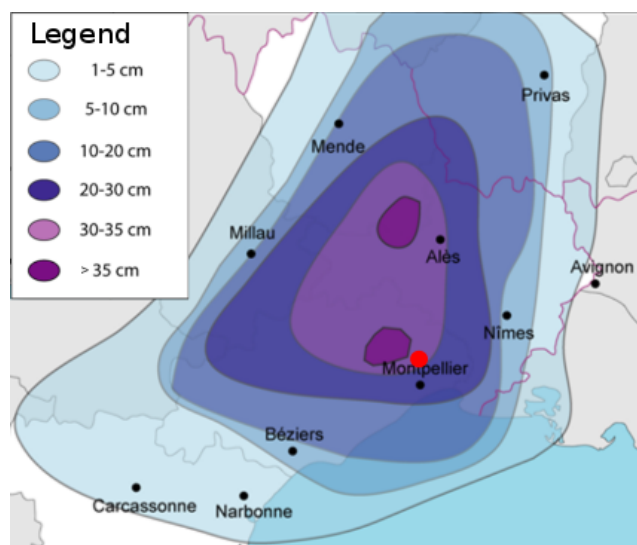 Legend
1-5 cm
5-10 cm
10-20 cm
20-30 cm
30-35 cm
> 35 cm
Privas
Mende
Millau
Alès
Avignon
Nîmes
Montpellier
Béziers
Carcassonne
Narbonne